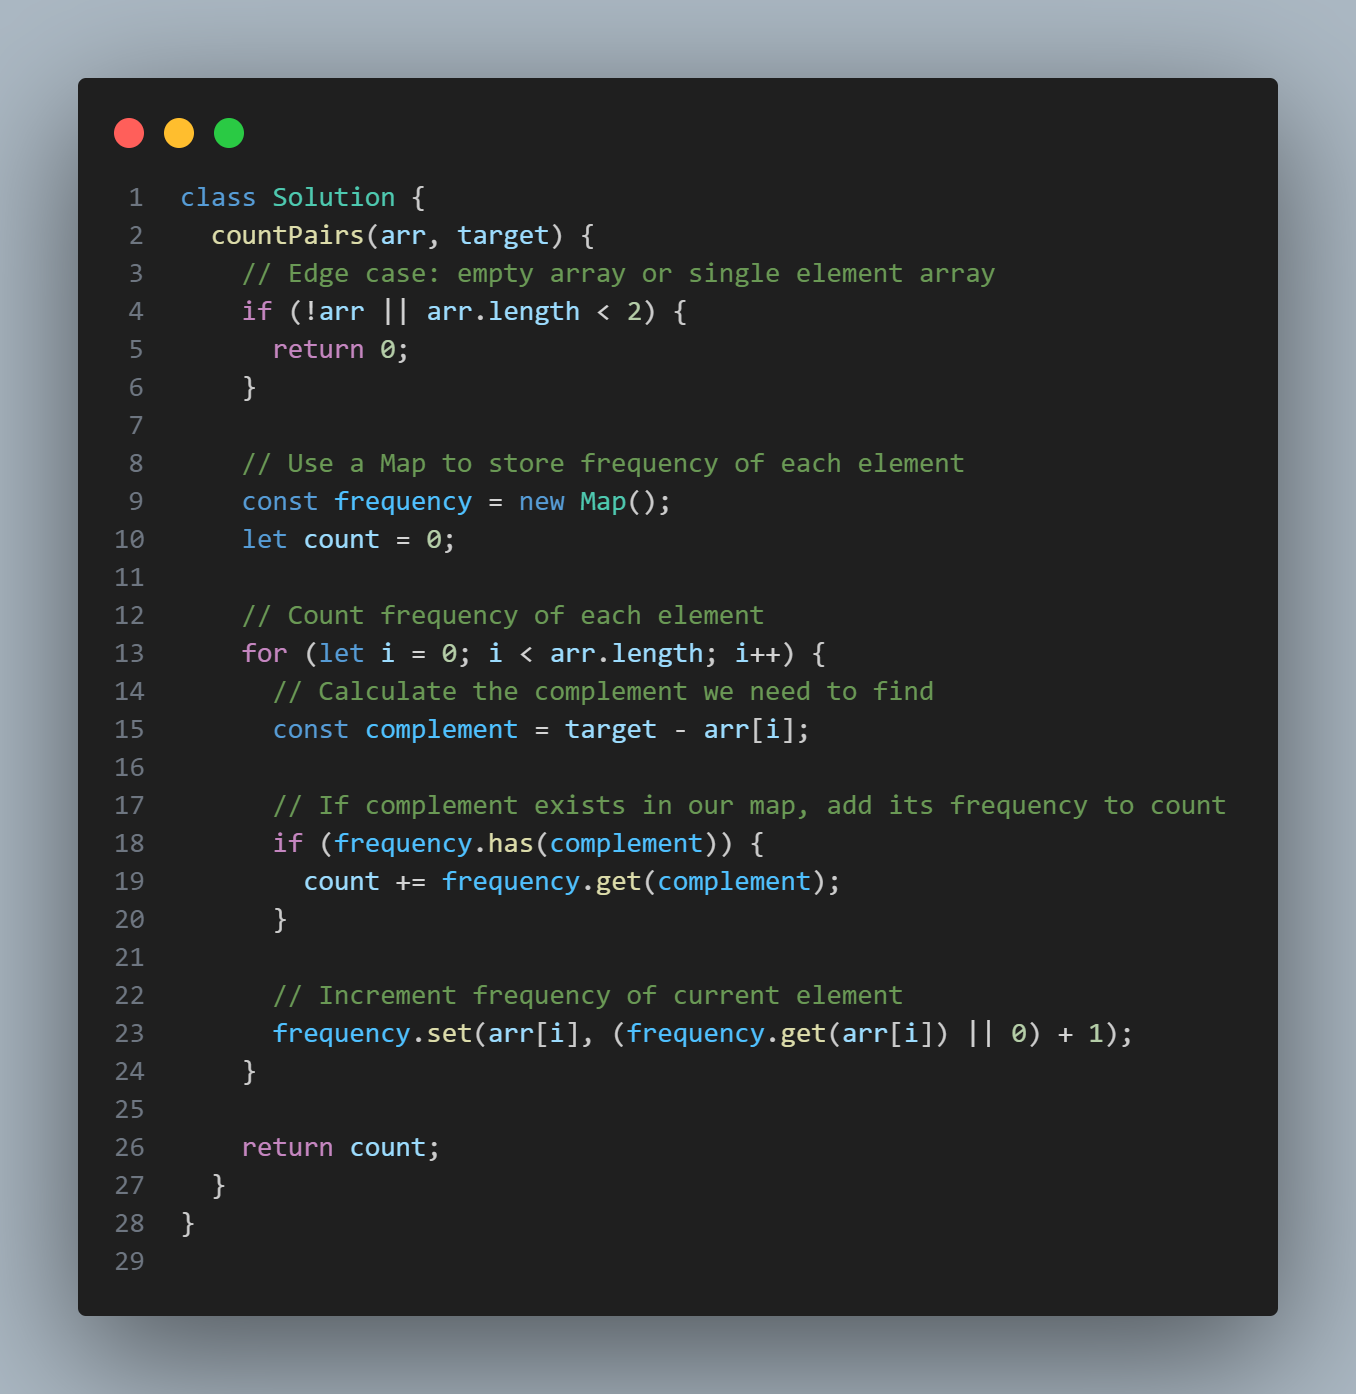 1 class Solution {
2   countPairs(arr, target) {
3     // Edge case: empty array or single element array
4     if (!arr || arr.length < 2) {
5       return 0;
6     }
7
8     // Use a Map to store frequency of each element
9     const frequency = new Map();
10     let count = 0;
11
12     // Count frequency of each element
13     for (let i = 0; i < arr.length; i++) {
14       // Calculate the complement we need to find
15       const complement = target - arr[i];
16
17       // If complement exists in our map, add its frequency to count
18       if (frequency.has(complement)) {
19         count += frequency.get(complement);
20       }
21
22       // Increment frequency of current element
23       frequency.set(arr[i], (frequency.get(arr[i]) || 0) + 1);
24     }
25
26     return count;
27   }
28 }
29